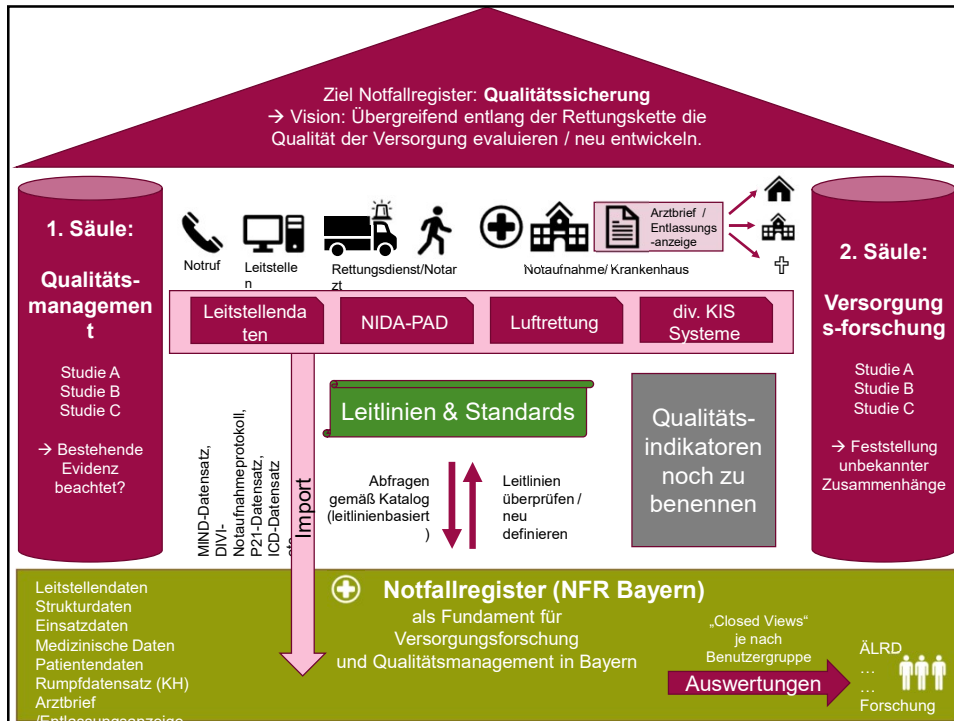 Ziel Notfallregister: Qualitätssicherung
→ Vision: Übergreifend entlang der Rettungskette die
Qualität der Versorgung evaluieren / neu entwickeln.
1. Säule:
Qualitäts-
managemen
t
Studie A
Studie B
Studie C
→ Bestehende
Evidenz
beachtet?
Notruf
Leitstelle
n
Rettungsdienst/Notar
zt
Notaufnahme/ Krankenhaus
Arztbrief /
Entlassungs
-anzeige
2. Säule:
Versorgung
s-forschung
Studie A
Studie B
Studie C
→ Feststellung
unbekannter
Zusammenhänge
Leitstellenda
ten
NIDA-PAD
Luftrettung
div. KIS
Systeme
MIND-Datensatz,
DIVI-
Notaufnahmeprotokoll,
P21-Datensatz,
ICD-Datensatz
Import
Leitlinien & Standards
Abfragen
gemäß Katalog
(leitlinienbasiert
)
Leitlinien
überprüfen /
neu
definieren
Qualitäts-
indikatoren
noch zu
benennen
Leitstellendaten
Strukturdaten
Einsatzdaten
Medizinische Daten
Patientendaten
Rumpfdatensatz (KH)
Arztbrief
/Entlassungsanzeige
Notfallregister (NFR Bayern)
als Fundament für
Versorgungsforschung
und Qualitätsmanagement in Bayern
„Closed Views“
je nach
Benutzergruppe
Auswertungen
ÄLRD
…
…
Forschung